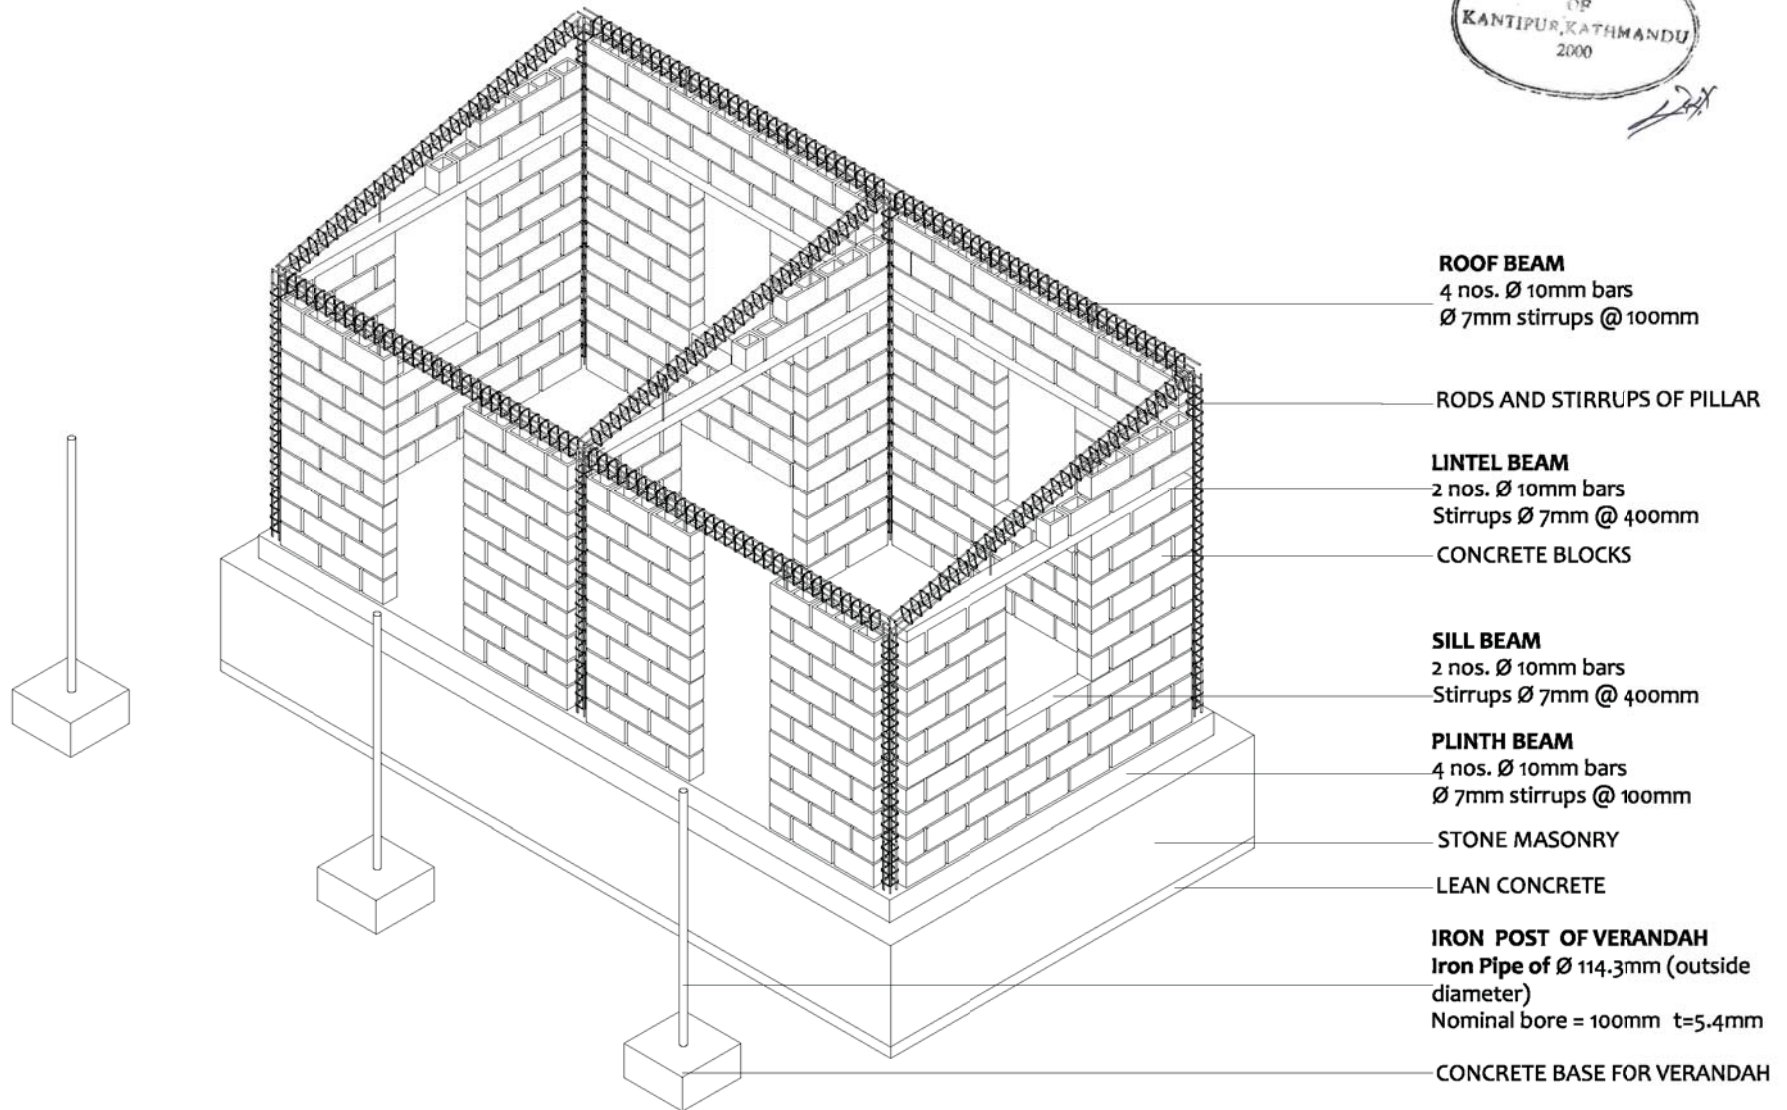 OF
KANTIPUR, KATHMANDU
2000
ROOF BEAM
4 nos. Ø 10mm bars
Ø 7mm stirrups @ 100mm
RODS AND STIRRUPS OF PILLAR
LINTEL BEAM
2 nos. Ø 10mm bars
Stirrups Ø 7mm @ 400mm
CONCRETE BLOCKS
SILL BEAM
2 nos. Ø 10mm bars
Stirrups Ø 7mm @ 400mm
PLINTH BEAM
4 nos. Ø 10mm bars
Ø 7mm stirrups @ 100mm
STONE MASONRY
LEAN CONCRETE
IRON POST OF VERANDAH
Iron Pipe of Ø 114.3mm (outside
diameter)
Nominal bore = 100mm t=5.4mm
CONCRETE BASE FOR VERANDAH